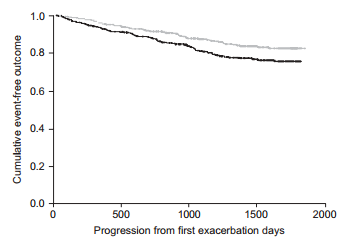 Cumulative event-free outcome
1.0
0.8
0.6
0.4
0.2
0.0
0 500 1000 1500 2000
Progression from first exacerbation days